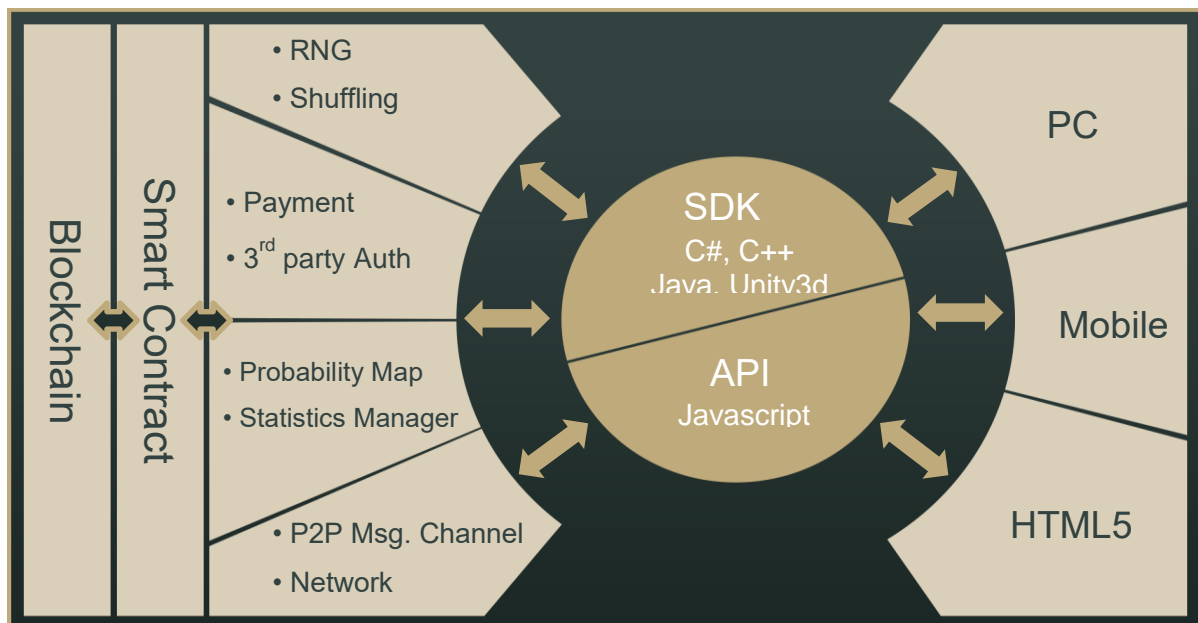 Blockchain
Smart Contract
• RNG
• Shuffling
• Payment
• 3rd party Auth
• Probability Map
• Statistics Manager
• P2P Msg. Channel
• Network
SDK
C#, C++
Java, Unity3d
API
Javascript
PC
Mobile
HTML5